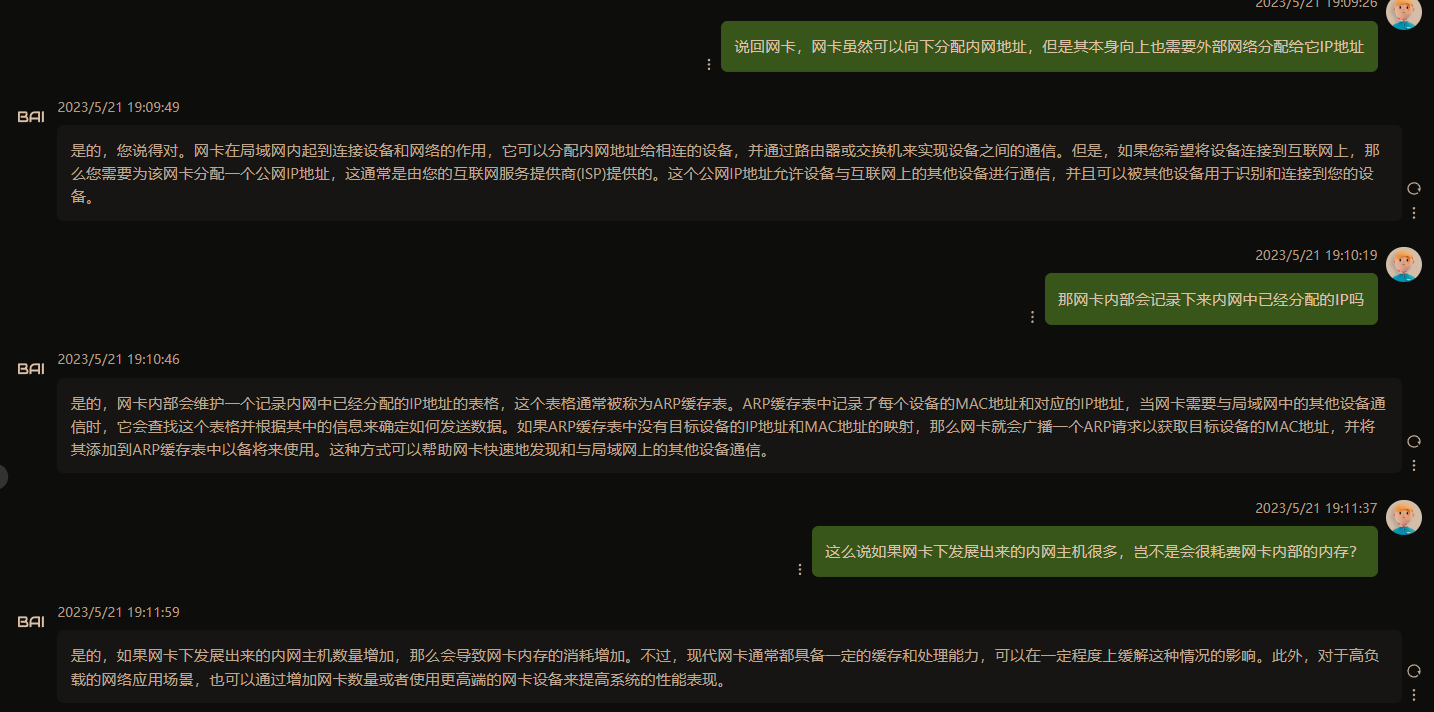 2023/5/21 19:09:26
说回网卡，网卡虽然可以向下分配内网地址，但是其本身向上也需要外部网络分配给它IP地址
2023/5/21 19:09:49
BAI
是的，您说得对。网卡在局域网内起到连接设备和网络的作用，它可以分配内网地址给相连的设备，并通过路由器或交换机来实现设备之间的通信。但是，如果您希望将设备连接到互联网上，那
么您需要为该网卡分配一个公网IP地址，这通常是由您的互联网服务提供商(ISP)提供的。这个公网IP地址允许设备与互联网上的其他设备进行通信，并且可以被其他设备用于识别和连接到您的设
备。
2023/5/21 19:10:19
那网卡内部会记录下来内网中已经分配的IP吗
2023/5/21 19:10:46
BAI
是的，网卡内部会维护一个记录内网中已经分配的IP地址的表格，这个表格通常被称为ARP缓存表。ARP缓存表中记录了每个设备的MAC地址和对应的IP地址，当网卡需要与局域网中的其他设备通
信时，它会查找这个表格并根据其中的信息来确定如何发送数据。如果ARP缓存表中没有目标设备的IP地址和MAC地址的映射，那么网卡就会广播一个ARP请求以获取目标设备的MAC地址，并将
其添加到ARP缓存表中以备将来使用。这种方式可以帮助网卡快速地发现和与局域网上的其他设备通信。
2023/5/21 19:11:37
这么说如果网卡下发展出来的内网主机很多，岂不是会很耗费网卡内部的内存？
2023/5/21 19:11:59
BAI
是的，如果网卡下发展出来的内网主机数量增加，那么会导致网卡内存的消耗增加。不过，现代网卡通常都具备一定的缓存和处理能力，可以在一定程度上缓解这种情况的影响。此外，对于高负
载的网络应用场景，也可以通过增加网卡数量或者使用更高端的网卡设备来提高系统的性能表现。